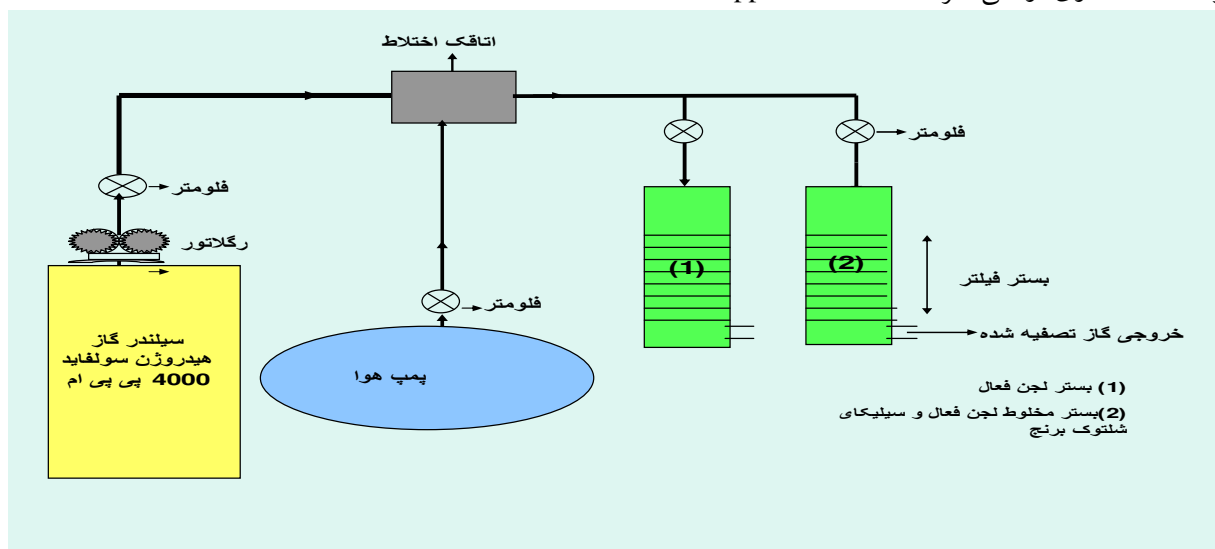 ppm
اتاقک اختلاط
فلومتر
فلومتر
رگلاتور
(1)
(2)
بستر فیلتر
فلومتر
خروجی گاز تصفیه شده
سیلندر گاز
هیدروژن سولفاید
4000 پی پی ام
پمپ هوا
(1) بستر لجن فعال
(2)بستر مخلوط لجن فعال و سیلیکای
شلتوک برنج